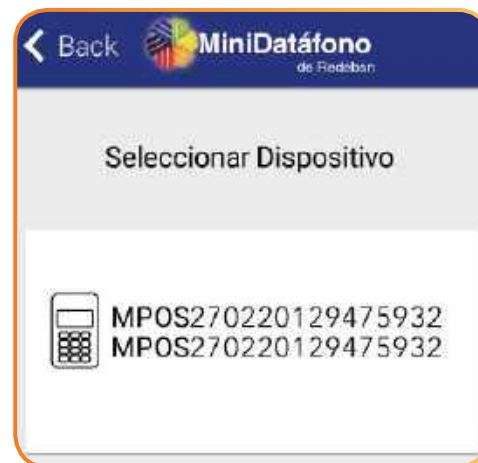 Back MiniDatáfono
de Redeban
Seleccionar Dispositivo
MPOS270220129475932
MPOS270220129475932